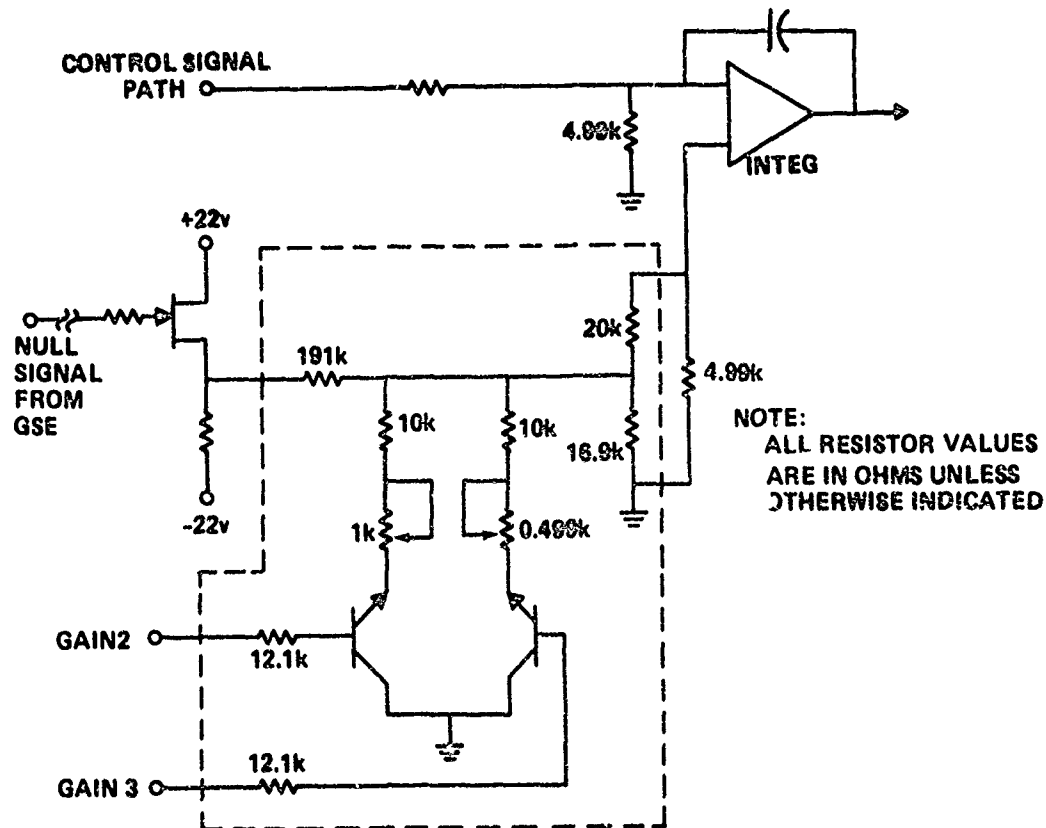 CONTROL SIGNAL
PATH
4.99k
INTEG
+22v
20k
NULL
SIGNAL
FROM
GSE
191k
4.99k
10k
10k
16.9k
NOTE:
ALL RESISTOR VALUES
ARE IN OHMS UNLESS
OTHERWISE INDICATED
-22v
1k
0.499k
GAIN2
12.1k
12.1k
GAIN 3